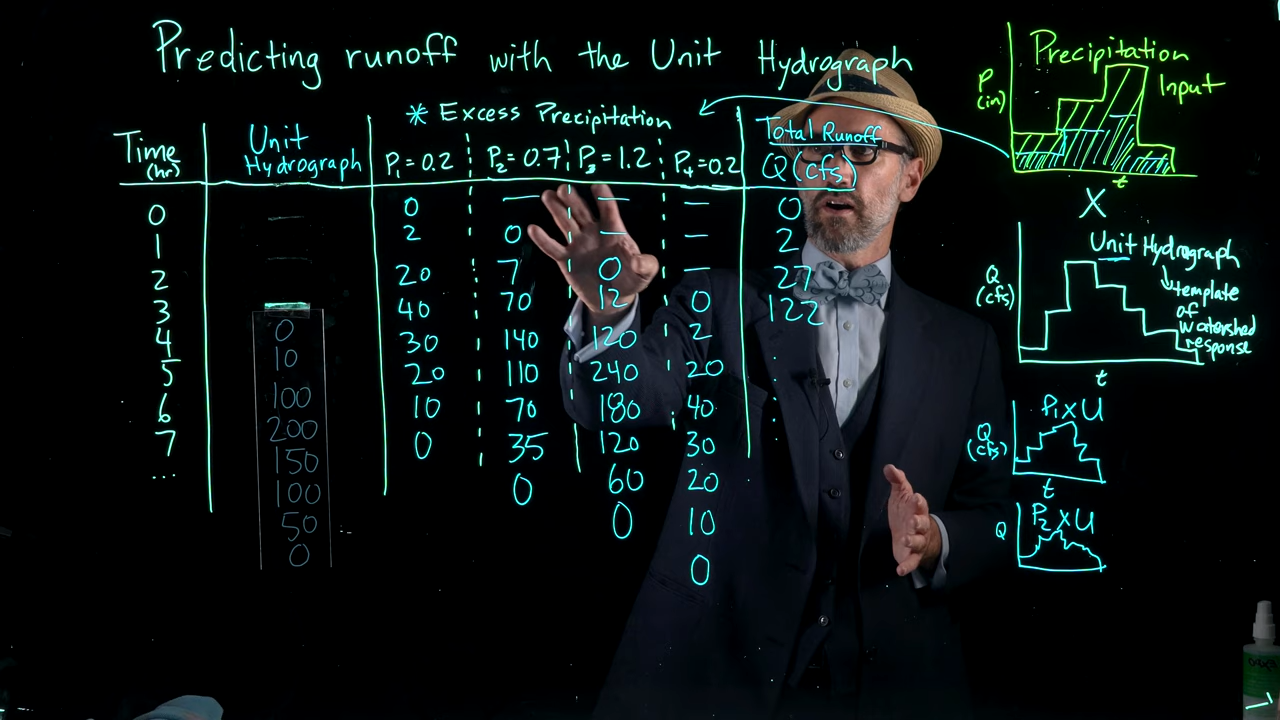 Predicting runoff with the Unit Hydrograph
* Excess Precipitation
Time (hr)
Unit Hydrograph
P₁ = 0.2
P₂ = 0.7
P₃ = 1.2
P₄ = 0.2
Total Runoff
Q (cfs)
0 0 — — — 0
1 2 0 — — 2
2 20 7 0 — 27
3 40 70 12 0 122
4 0 30 140 120 2 :
5 10 20 110 240 20 :
6 100 10 70 180 40 :
7 200 0 35 120 30
... 150 0 60 20
100 0 10
50 0
0
Precipitation
Input
P (in)
t
X
Unit Hydrograph
Q (cfs)
template
of
watershed
response
t
P₁ x U
Q (cfs)
t
P₂ x U
Q